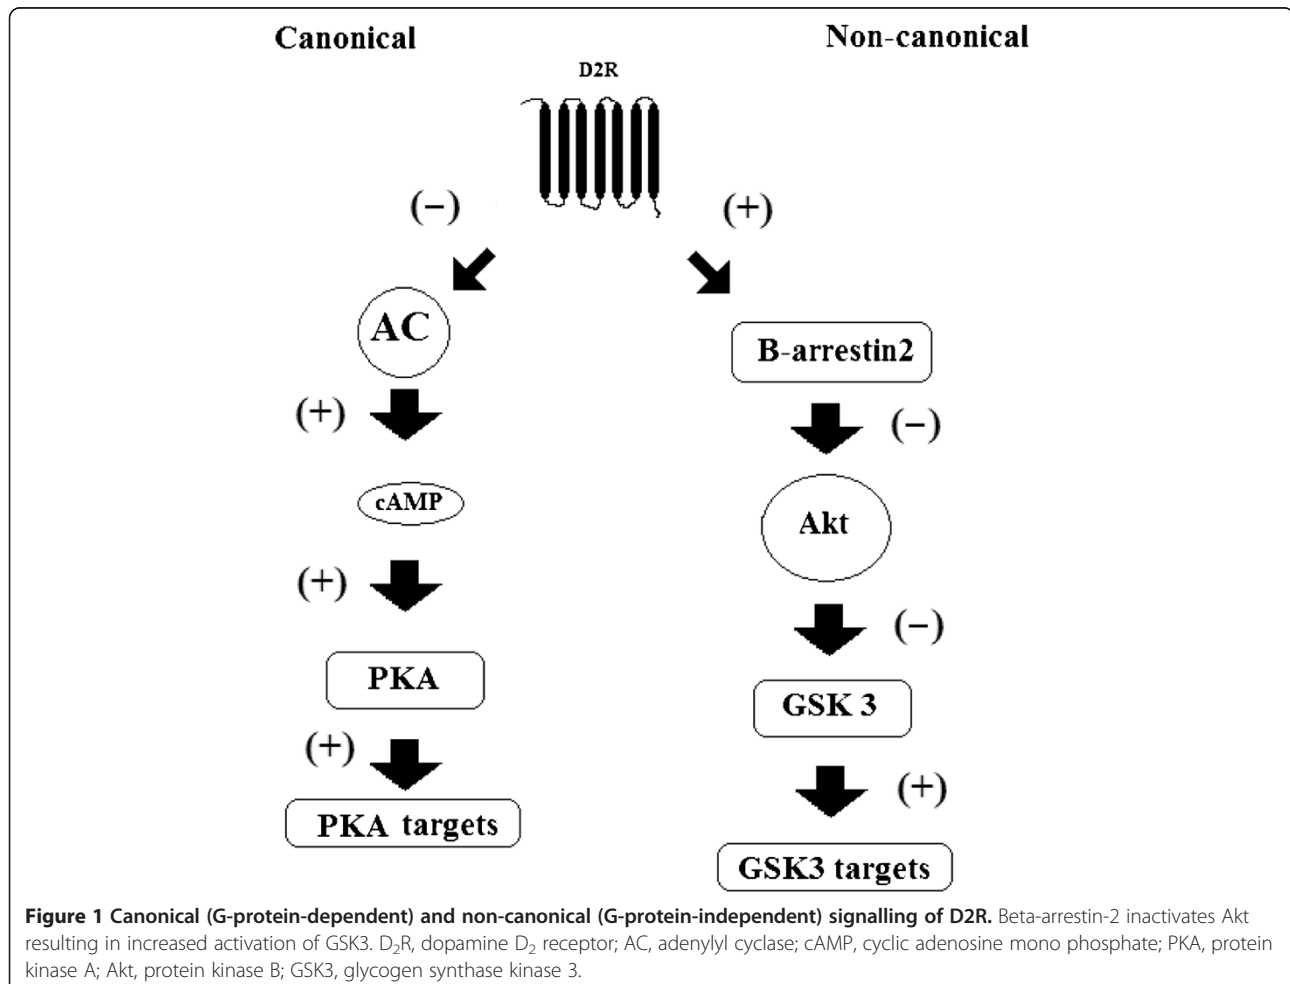 Canonical
Non-canonical
D2R
(−)
(+)
AC
B-arrestin2
(+)
(−)
cAMP
Akt
(+)
(−)
PKA
GSK 3
(+)
(+)
PKA targets
GSK3 targets
Figure 1 Canonical (G-protein-dependent) and non-canonical (G-protein-independent) signalling of D2R. Beta-arrestin-2 inactivates Akt
resulting in increased activation of GSK3. D₂R, dopamine D₂ receptor; AC, adenylyl cyclase; cAMP, cyclic adenosine mono phosphate; PKA, protein
kinase A; Akt, protein kinase B; GSK3, glycogen synthase kinase 3.